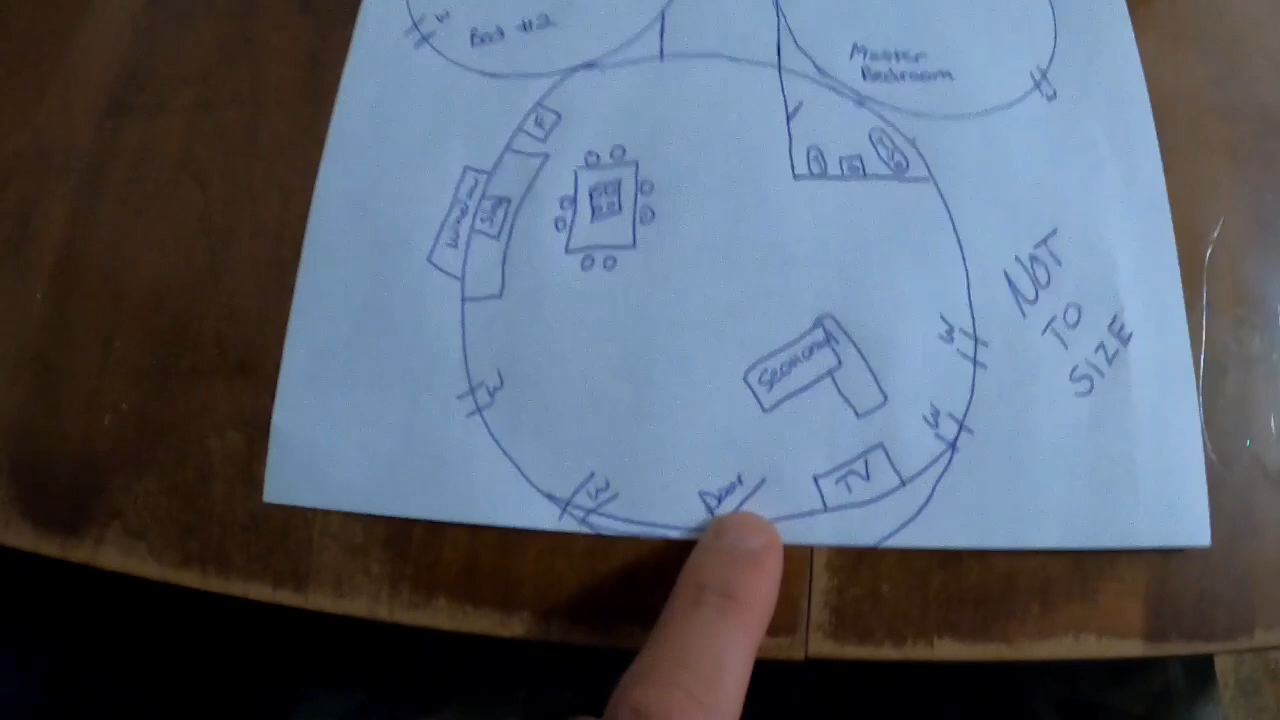 W
Bed #2
Master
Bedroom
F
Window
Sink
S
NOT
TO
SIZE
W
Sectional
W
W
W
Door
TV